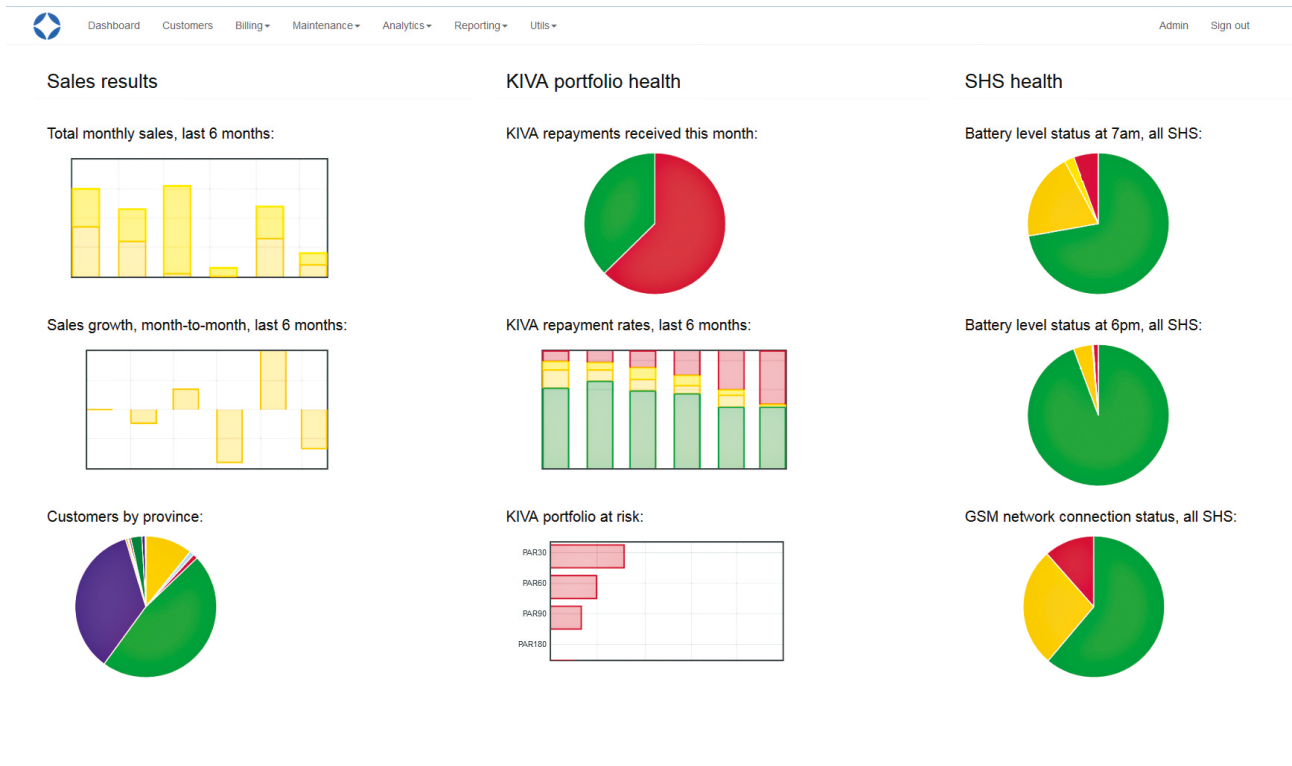 Dashboard Customers Billing Maintenance Analytics Reporting Utils Admin Sign out
Sales results
Total monthly sales, last 6 months:
Sales growth, month-to-month, last 6 months:
Customers by province:
KIVA portfolio health
KIVA repayments received this month:
KIVA repayment rates, last 6 months:
KIVA portfolio at risk:
PAR30
PAR60
PAR90
PAR180
SHS health
Battery level status at 7am, all SHS:
Battery level status at 6pm, all SHS:
GSM network connection status, all SHS: